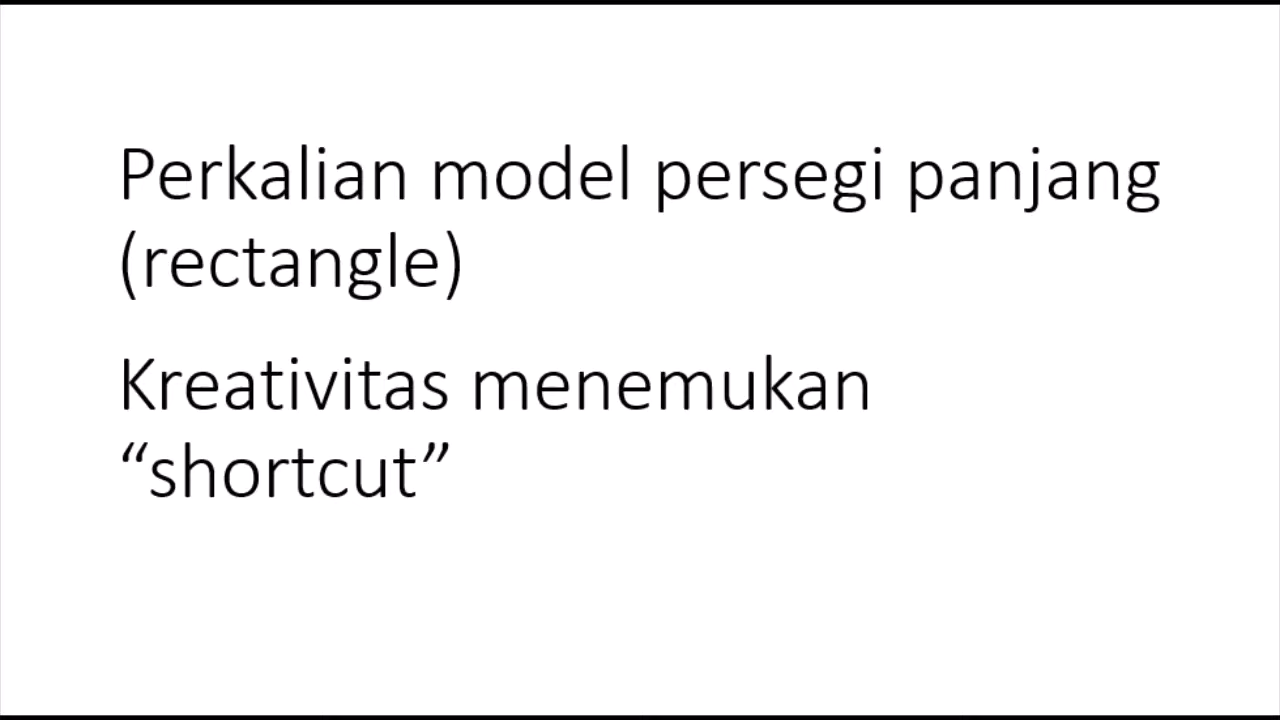 Perkalian model persegi panjang
(rectangle)
Kreativitas menemukan
“shortcut”